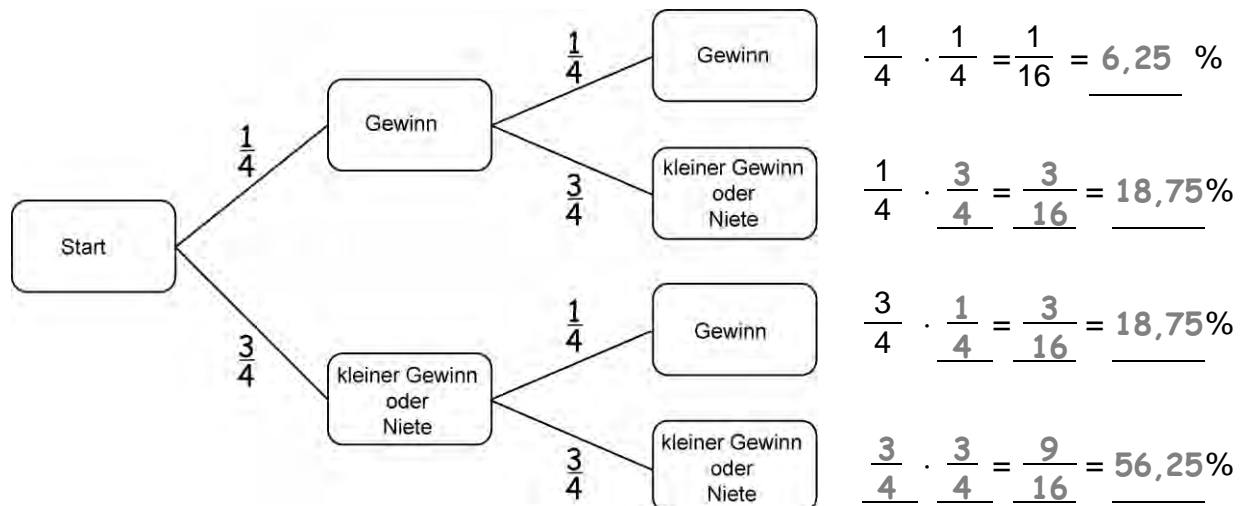 Start
1/4
3/4
Gewinn
kleiner Gewinn
oder
Niete
1/4
3/4
1/4
3/4
Gewinn
1/4 · 1/4 = 1/16 = 6,25 %
kleiner Gewinn
oder
Niete
1/4 · 3/4 = 3/16 = 18,75%
Gewinn
3/4 · 1/4 = 3/16 = 18,75%
kleiner Gewinn
oder
Niete
3/4 · 3/4 = 9/16 = 56,25%